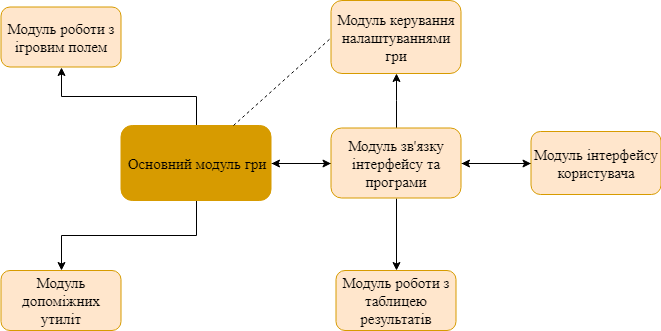 Модуль роботи з
ігровим полем
Модуль керування
налаштуваннями
гри
Основний модуль гри
Модуль зв'язку
інтерфейсу та
програми
Модуль інтерфейсу
користувача
Модуль
допоміжних
утиліт
Модуль роботи з
таблицею
результатів